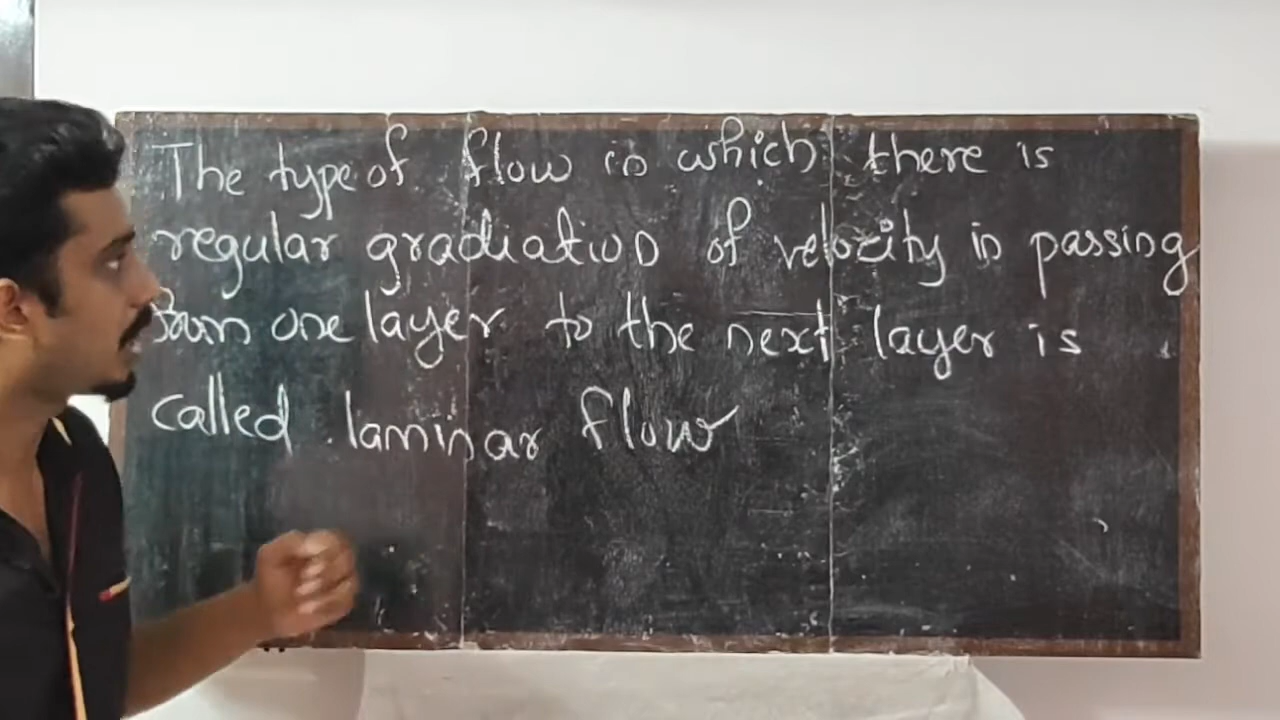 The type of flow in which there is
regular gradiation of velocity in passing
from one layer to the next layer is
called laminar flow